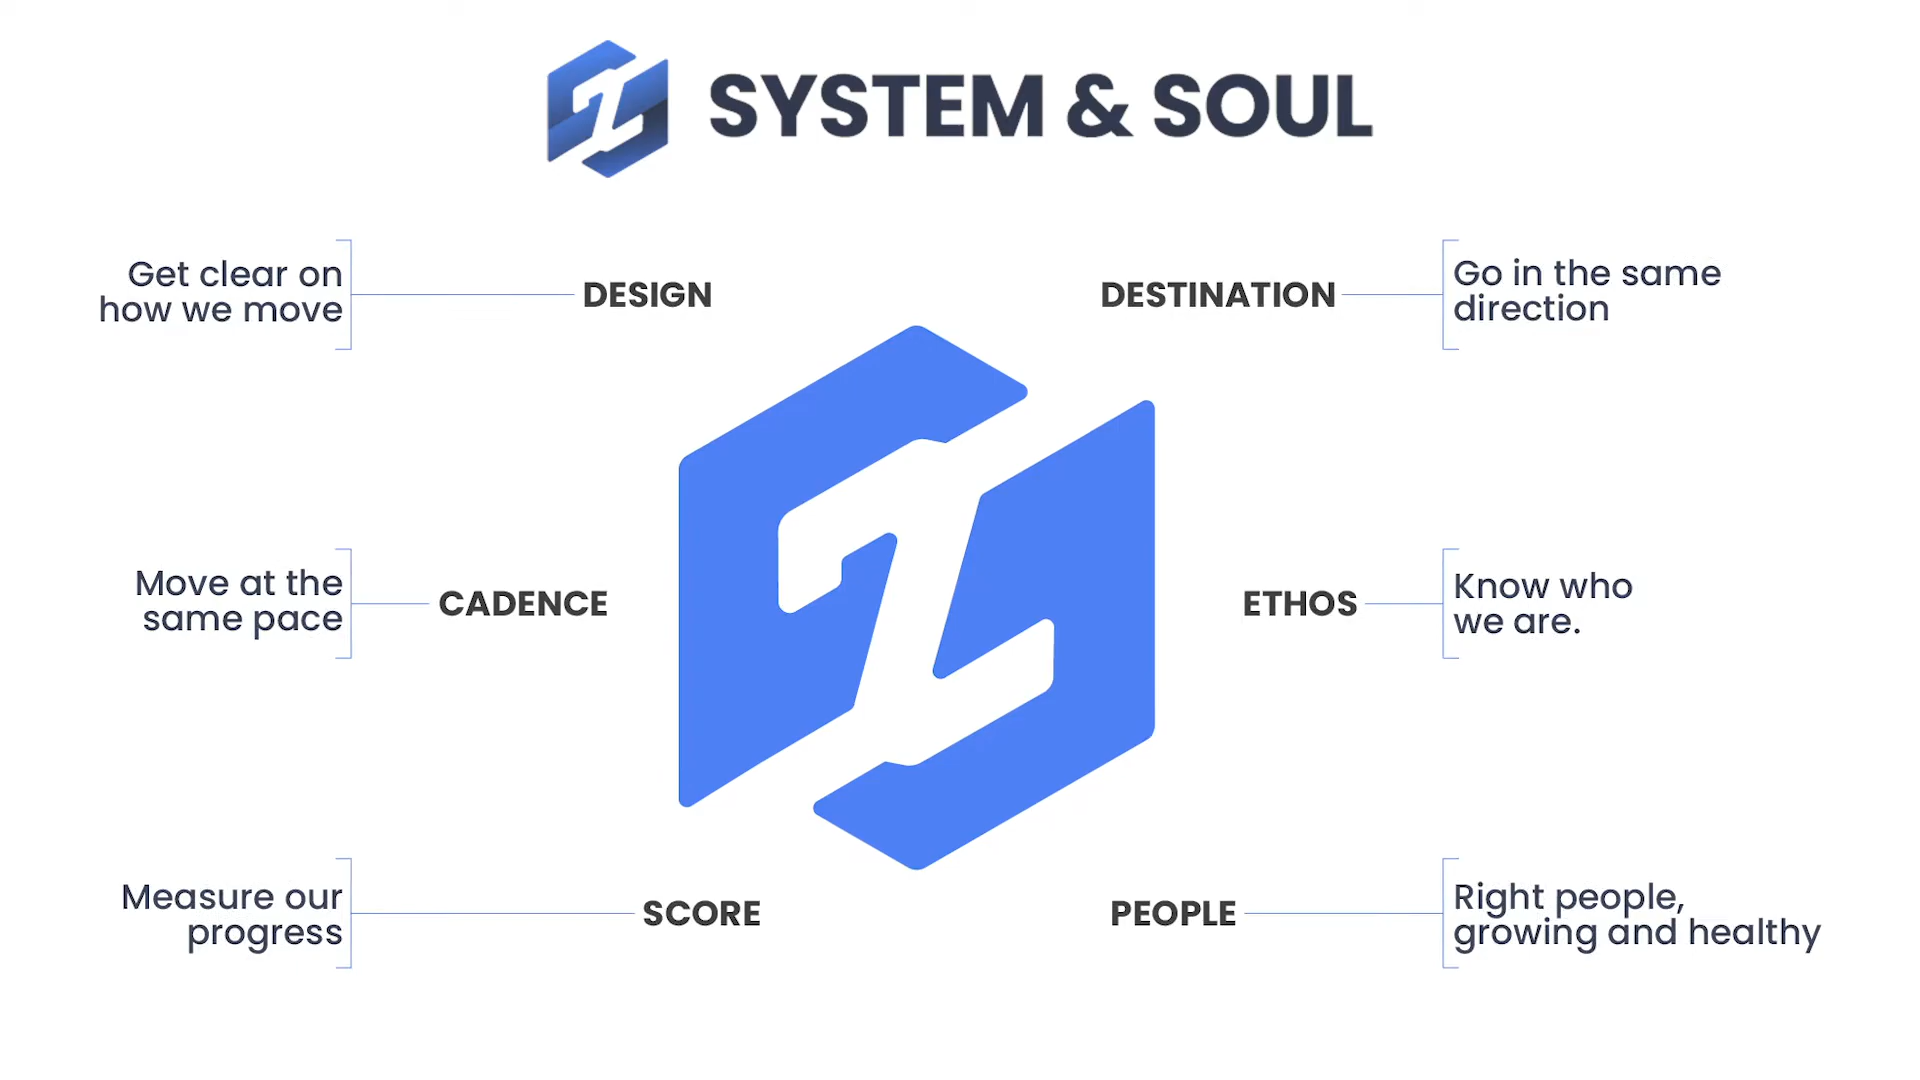 SYSTEM & SOUL
Get clear on
how we move
DESIGN
DESTINATION
Go in the same
direction
Move at the
same pace
CADENCE
ETHOS
Know who
we are.
Measure our
progress
SCORE
PEOPLE
Right people,
growing and healthy